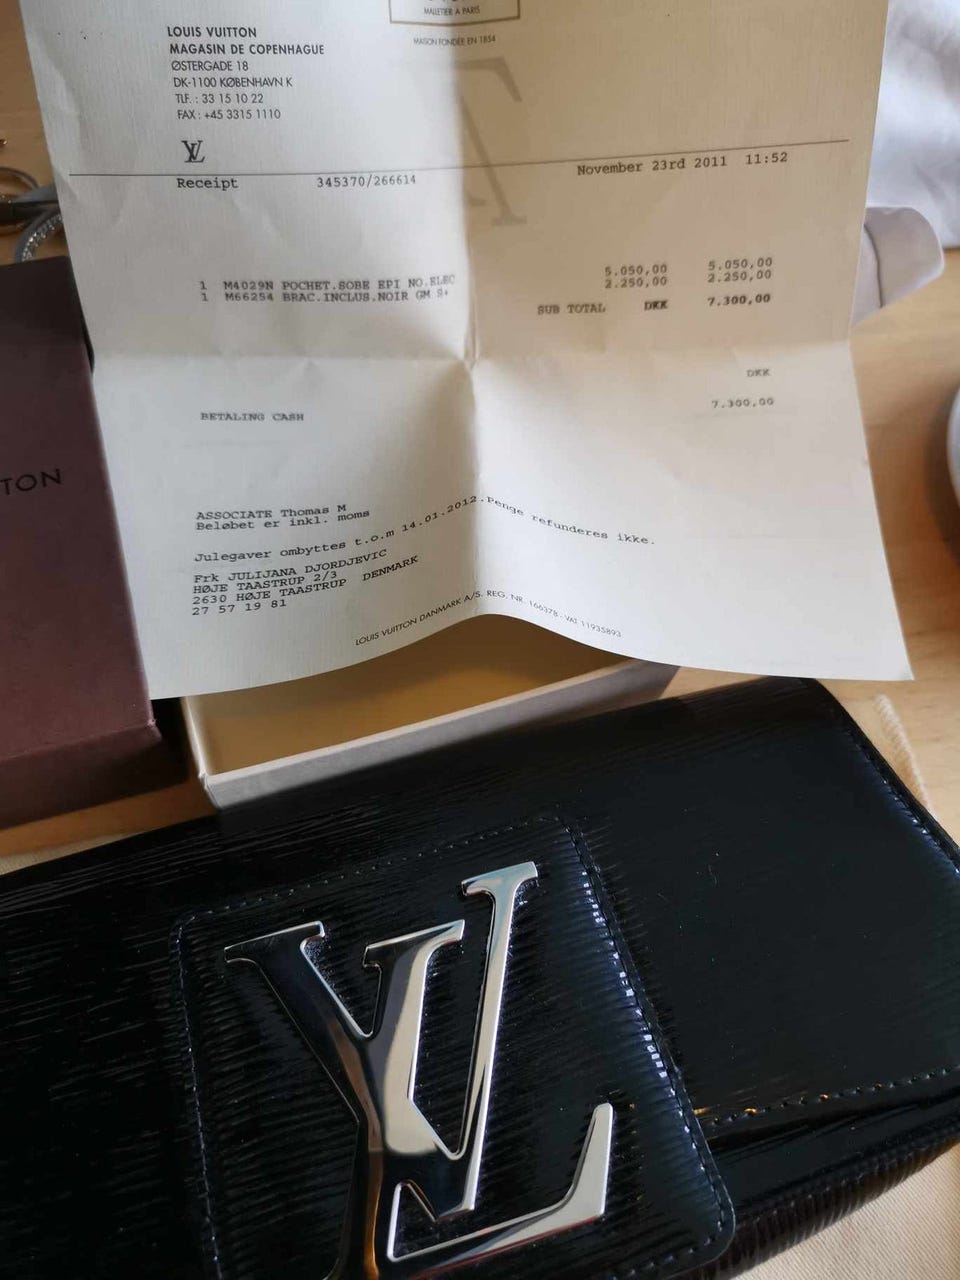 MALLETIER À PARIS
MAISON FONDÉE EN 1854
LOUIS VUITTON
MAGASIN DE COPENHAGUE
ØSTERGADE 18
DK-1100 KØBENHAVN K
TLF. : 33 15 10 22
FAX : +45 3315 1110
LV
November 23rd 2011 11:52
Receipt 345370/266614
1 M4029N POCHET.SOBE EPI NO.ELEC 5.050,00 5.050,00
1 M66254 BRAC.INCLUS.NOIR GM S+ 2.250,00 2.250,00
SUB TOTAL DKK 7.300,00
DKK
BETALING CASH 7.300,00
TON
ASSOCIATE Thomas M
Beløbet er inkl. moms
Julegaver ombyttes t.o.m 14.01.2012.Penge refunderes ikke.
Frk JULIJANA DJORDJEVIC
HØJE TAASTRUP 2/3
2630 HØJE TAASTRUP DENMARK
27 57 19 81
LOUIS VUITTON DANMARK A/S. REG. NR. 166378 - VAT 11935893
LV